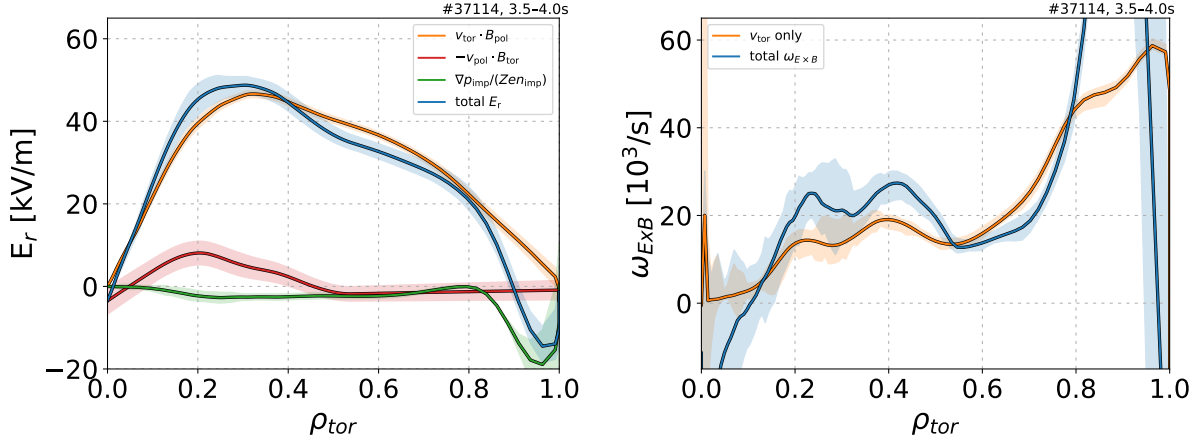 #37114, 3.5–4.0s
60
40
20
0
−20
E_r [kV/m]
v_tor · B_pol
−v_pol · B_tor
∇p_imp/(Zen_imp)
total E_r
0.0 0.2 0.4 0.6 0.8 1.0
ρ_tor
#37114, 3.5–4.0s
60
40
20
0
ω_ExB [10^3/s]
v_tor only
total ω_E×B
0.0 0.2 0.4 0.6 0.8 1.0
ρ_tor